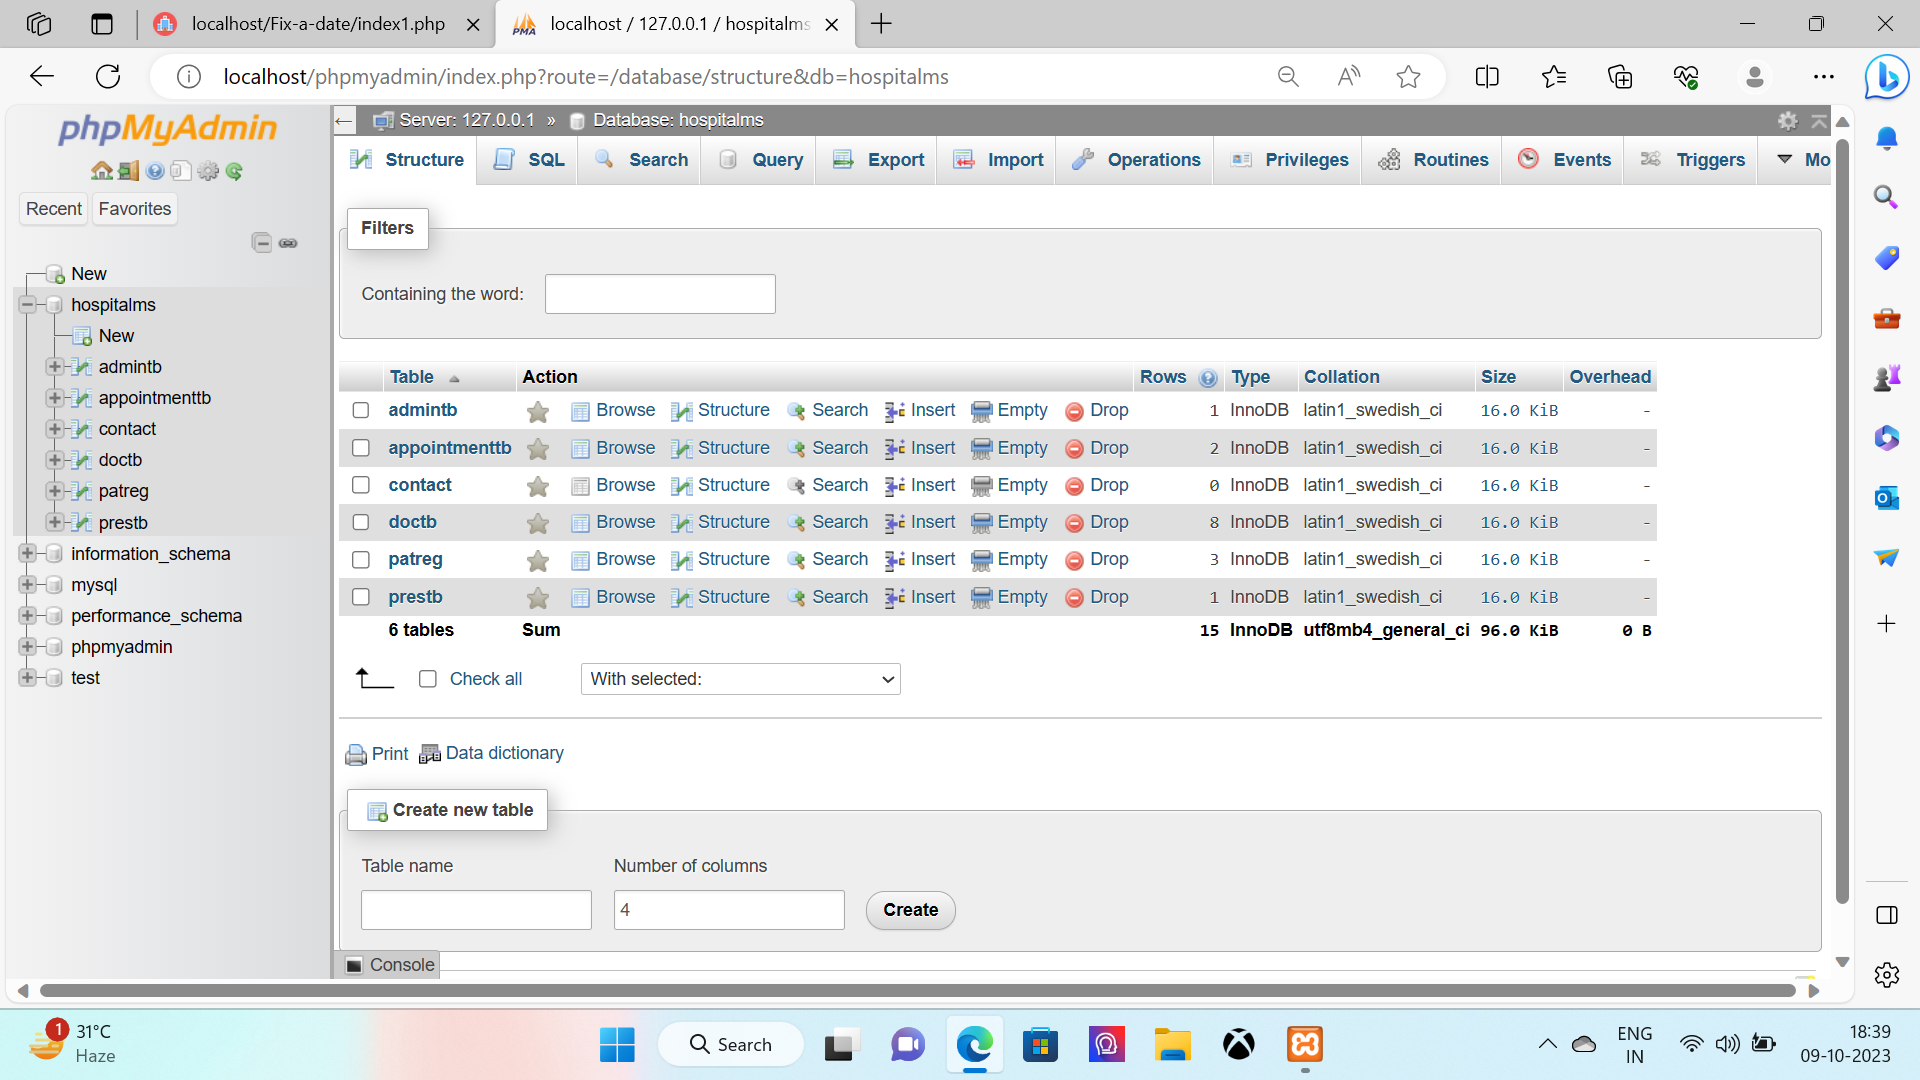 localhost/Fix-a-date/index1.php
localhost / 127.0.0.1 / hospitalms
localhost/phpmyadmin/index.php?route=/database/structure&db=hospitalms
phpMyAdmin
Recent Favorites
New
hospitalms
New
admintb
appointmenttb
contact
doctb
patreg
prestb
information_schema
mysql
performance_schema
phpmyadmin
test
Server: 127.0.0.1 » Database: hospitalms
Structure SQL Search Query Export Import Operations Privileges Routines Events Triggers Mo
Filters
Containing the word:
Table Action Rows Type Collation Size Overhead
admintb Browse Structure Search Insert Empty Drop 1 InnoDB latin1_swedish_ci 16.0 KiB -
appointmenttb Browse Structure Search Insert Empty Drop 2 InnoDB latin1_swedish_ci 16.0 KiB -
contact Browse Structure Search Insert Empty Drop 0 InnoDB latin1_swedish_ci 16.0 KiB -
doctb Browse Structure Search Insert Empty Drop 8 InnoDB latin1_swedish_ci 16.0 KiB -
patreg Browse Structure Search Insert Empty Drop 3 InnoDB latin1_swedish_ci 16.0 KiB -
prestb Browse Structure Search Insert Empty Drop 1 InnoDB latin1_swedish_ci 16.0 KiB -
6 tables Sum 15 InnoDB utf8mb4_general_ci 96.0 KiB 0 B
Check all With selected:
Print Data dictionary
Create new table
Table name Number of columns
4 Create
Console
1 31°C
Haze
Search
ENG
IN
18:39
09-10-2023